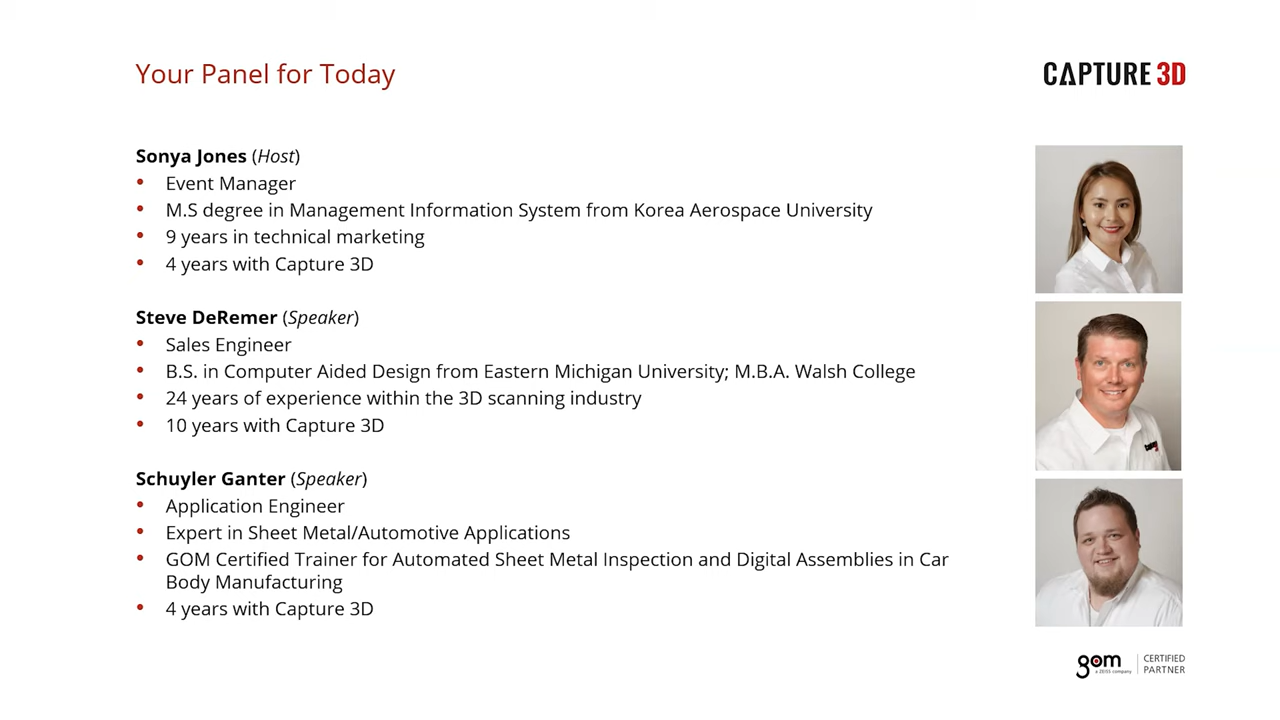 Your Panel for Today
CAPTURE 3D
Sonya Jones (Host)
• Event Manager
• M.S degree in Management Information System from Korea Aerospace University
• 9 years in technical marketing
• 4 years with Capture 3D
Steve DeRemer (Speaker)
• Sales Engineer
• B.S. in Computer Aided Design from Eastern Michigan University; M.B.A. Walsh College
• 24 years of experience within the 3D scanning industry
• 10 years with Capture 3D
Schuyler Ganter (Speaker)
• Application Engineer
• Expert in Sheet Metal/Automotive Applications
• GOM Certified Trainer for Automated Sheet Metal Inspection and Digital Assemblies in Car
Body Manufacturing
• 4 years with Capture 3D
gom
a ZEISS company
CERTIFIED
PARTNER